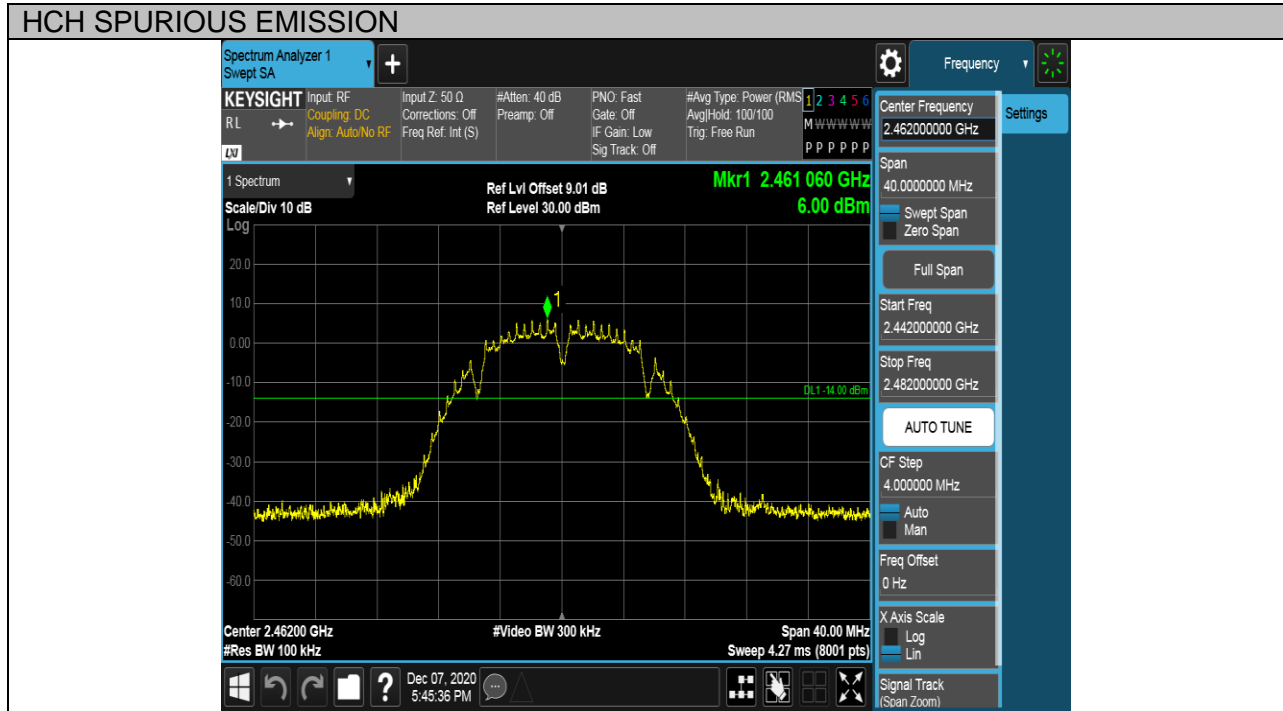 HCH SPURIOUS EMISSION
Spectrum Analyzer 1
Swept SA
Frequency
KEYSIGHT
RL
LXI
Input: RF
Coupling: DC
Align: Auto/No RF
Input Z: 50 Ω
Corrections: Off
Freq Ref: Int (S)
#Atten: 40 dB
Preamp: Off
PNO: Fast
Gate: Off
IF Gain: Low
Sig Track: Off
#Avg Type: Power (RMS
Avg|Hold: 100/100
Trig: Free Run
1 2 3 4 5 6
M W W W W W
P P P P P P
1 Spectrum
Scale/Div 10 dB
Ref Lvl Offset 9.01 dB
Ref Level 30.00 dBm
Mkr1 2.461 060 GHz
6.00 dBm
Log
20.0
10.0
0.00
-10.0
-20.0
-30.0
-40.0
-50.0
-60.0
1
DL1 -14.00 dBm
Center 2.46200 GHz
#Res BW 100 kHz
#Video BW 300 kHz
Span 40.00 MHz
Sweep 4.27 ms (8001 pts)
Center Frequency
2.462000000 GHz
Settings
Span
40.0000000 MHz
Swept Span
Zero Span
Full Span
Start Freq
2.442000000 GHz
Stop Freq
2.482000000 GHz
AUTO TUNE
CF Step
4.000000 MHz
Auto
Man
Freq Offset
0 Hz
X Axis Scale
Log
Lin
Signal Track
(Span Zoom)
?
Dec 07, 2020
5:45:36 PM